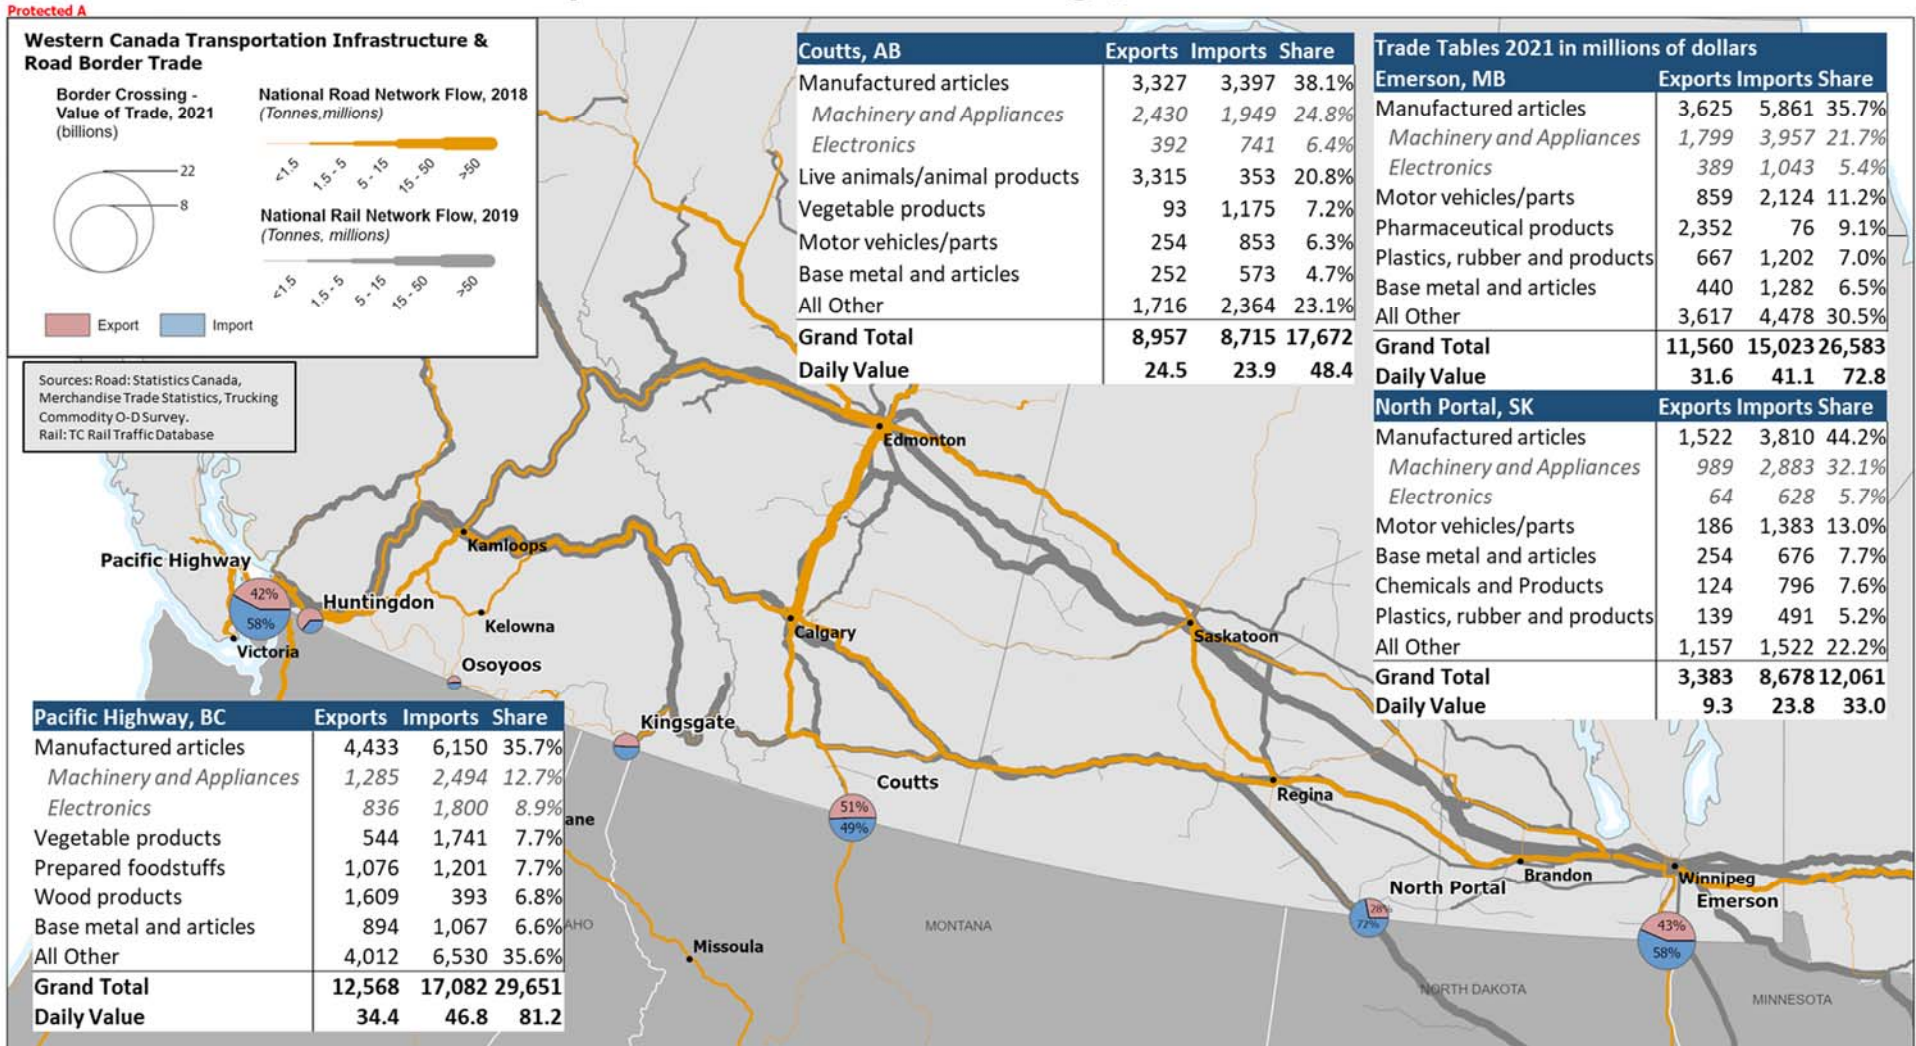 Protected A
Western Canada Transportation Infrastructure &
Road Border Trade
Border Crossing -
Value of Trade, 2021
(billions)
22
8
Export Import
National Road Network Flow, 2018
(Tonnes,millions)
<1.5 1.5 - 5 5 - 15 15 - 50 >50
National Rail Network Flow, 2019
(Tonnes, millions)
<1.5 1.5 - 5 5 - 15 15 - 50 >50
Sources: Road: Statistics Canada,
Merchandise Trade Statistics, Trucking
Commodity O-D Survey.
Rail: TC Rail Traffic Database
Coutts, AB Exports Imports Share
Manufactured articles 3,327 3,397 38.1%
Machinery and Appliances 2,430 1,949 24.8%
Electronics 392 741 6.4%
Live animals/animal products 3,315 353 20.8%
Vegetable products 93 1,175 7.2%
Motor vehicles/parts 254 853 6.3%
Base metal and articles 252 573 4.7%
All Other 1,716 2,364 23.1%
Grand Total 8,957 8,715 17,672
Daily Value 24.5 23.9 48.4
Trade Tables 2021 in millions of dollars
Emerson, MB Exports Imports Share
Manufactured articles 3,625 5,861 35.7%
Machinery and Appliances 1,799 3,957 21.7%
Electronics 389 1,043 5.4%
Motor vehicles/parts 859 2,124 11.2%
Pharmaceutical products 2,352 76 9.1%
Plastics, rubber and products 667 1,202 7.0%
Base metal and articles 440 1,282 6.5%
All Other 3,617 4,478 30.5%
Grand Total 11,560 15,023 26,583
Daily Value 31.6 41.1 72.8
North Portal, SK Exports Imports Share
Manufactured articles 1,522 3,810 44.2%
Machinery and Appliances 989 2,883 32.1%
Electronics 64 628 5.7%
Motor vehicles/parts 186 1,383 13.0%
Base metal and articles 254 676 7.7%
Chemicals and Products 124 796 7.6%
Plastics, rubber and products 139 491 5.2%
All Other 1,157 1,522 22.2%
Grand Total 3,383 8,678 12,061
Daily Value 9.3 23.8 33.0
Edmonton
Kamloops
Pacific Highway
42%
58%
Huntingdon
Kelowna
Victoria
Osoyoos
Calgary
Saskatoon
Kingsgate
Coutts
51%
49%
Regina
North Portal
28%
77%
Brandon
Winnipeg
Emerson
43%
58%
ane
AHO
Missoula
MONTANA
NORTH DAKOTA
MINNESOTA
Pacific Highway, BC Exports Imports Share
Manufactured articles 4,433 6,150 35.7%
Machinery and Appliances 1,285 2,494 12.7%
Electronics 836 1,800 8.9%
Vegetable products 544 1,741 7.7%
Prepared foodstuffs 1,076 1,201 7.7%
Wood products 1,609 393 6.8%
Base metal and articles 894 1,067 6.6%
All Other 4,012 6,530 35.6%
Grand Total 12,568 17,082 29,651
Daily Value 34.4 46.8 81.2